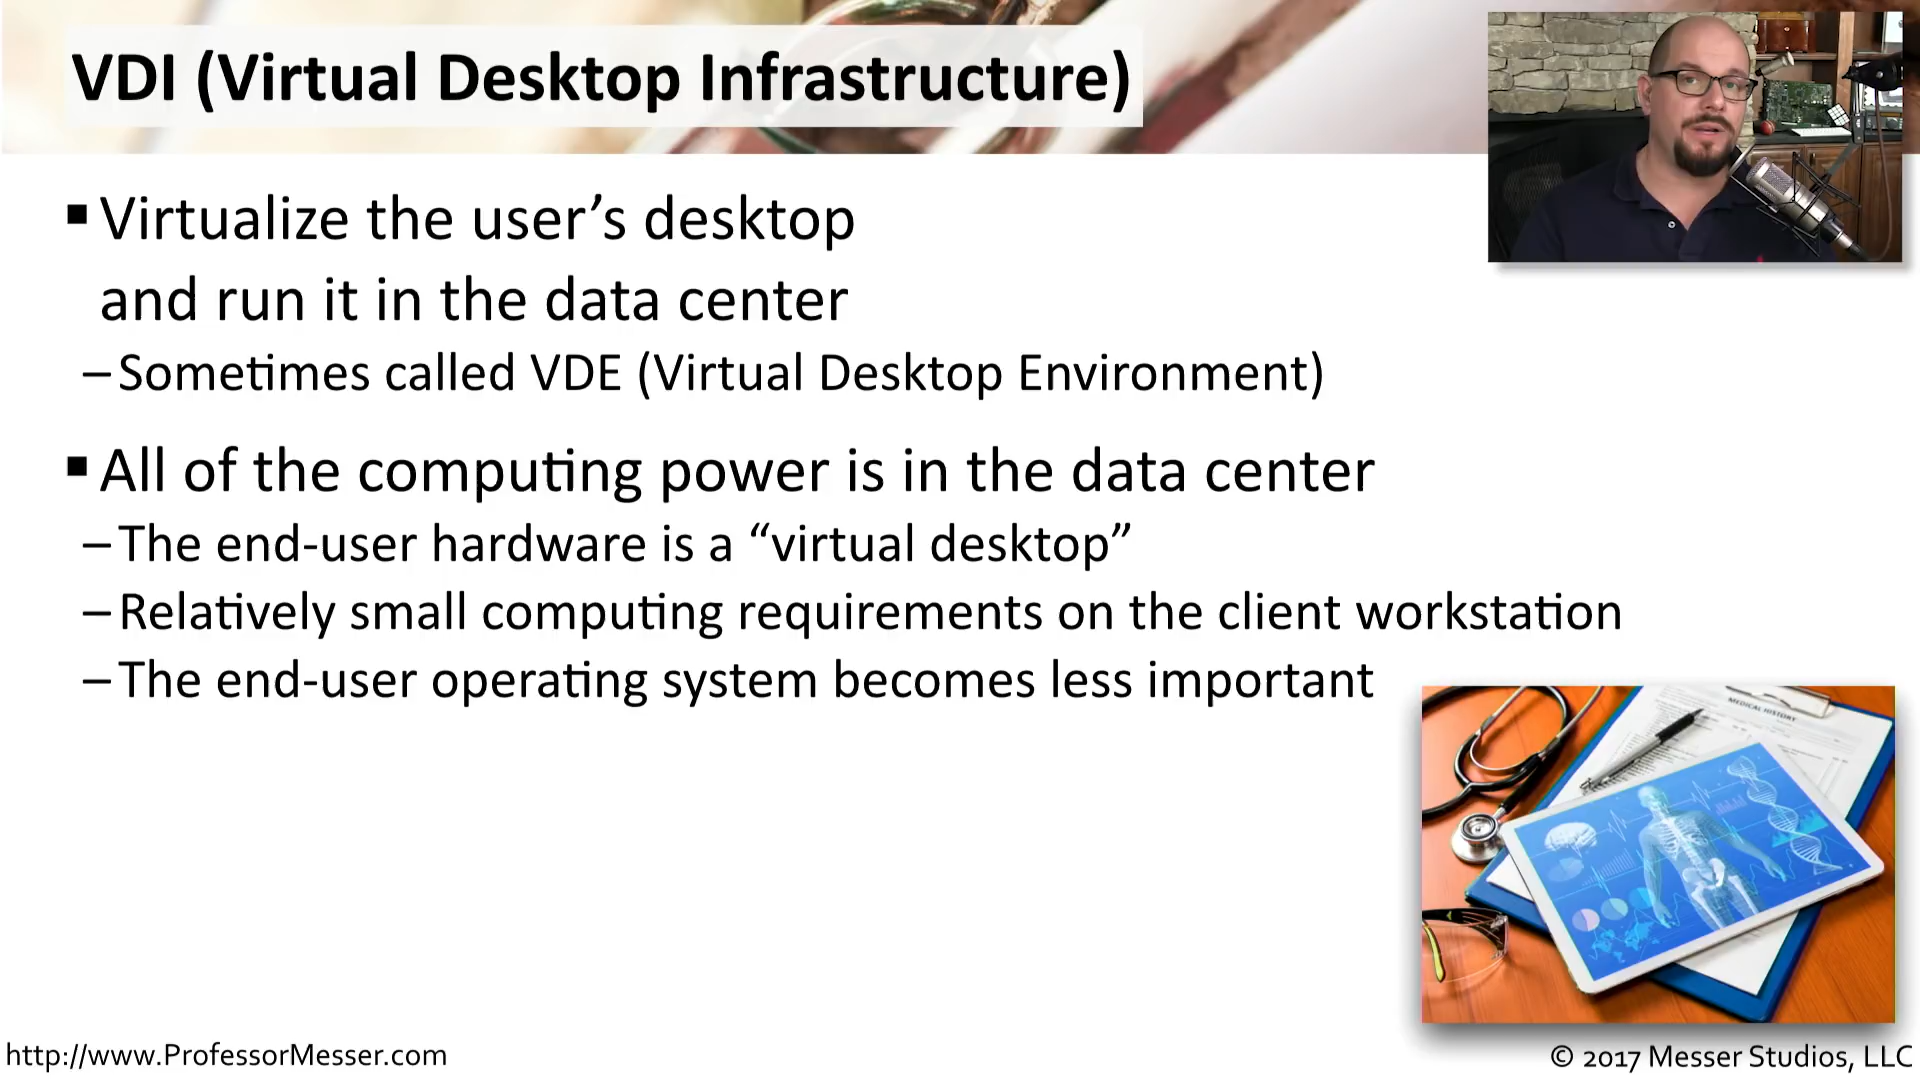 VDI (Virtual Desktop Infrastructure)
▪ Virtualize the user’s desktop
and run it in the data center
– Sometimes called VDE (Virtual Desktop Environment)
▪ All of the computing power is in the data center
– The end-user hardware is a “virtual desktop”
– Relatively small computing requirements on the client workstation
– The end-user operating system becomes less important
MEDICAL HISTORY
http://www.ProfessorMesser.com
© 2017 Messer Studios, LLC